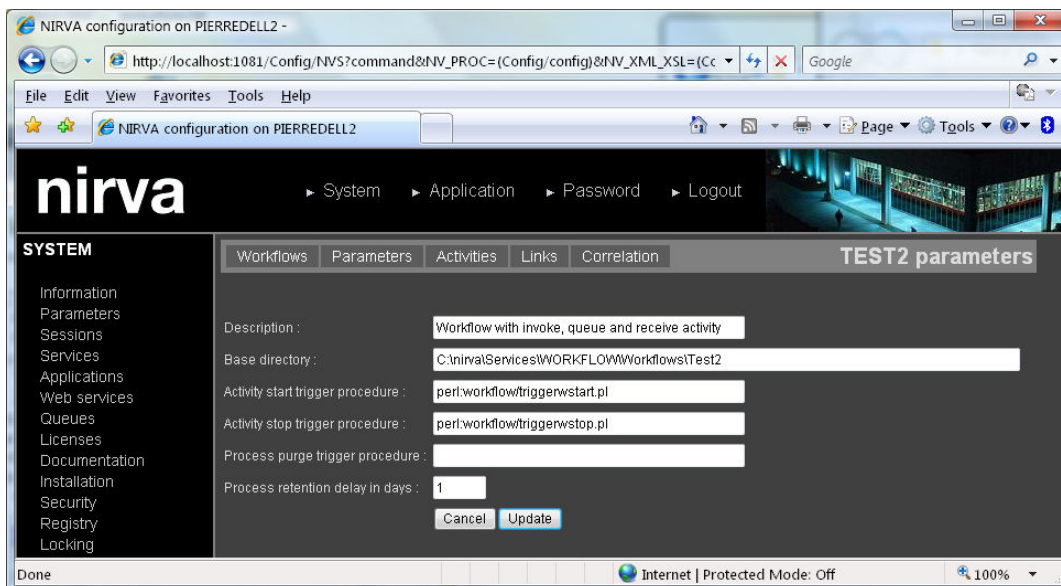 NIRVA configuration on PIERREDELL2 -
http://localhost:1081/Config/NVS?command&NV_PROC=(Config/config)&NV_XML_XSL=(Cc
Google
File Edit View Favorites Tools Help
NIRVA configuration on PIERREDELL2
Page Tools
nirva
System Application Password Logout
SYSTEM
Workflows Parameters Activities Links Correlation
TEST2 parameters
Information
Parameters
Sessions
Services
Applications
Web services
Queues
Licenses
Documentation
Installation
Security
Registry
Locking
Description : Workflow with invoke, queue and receive activity
Base directory : C:\nirva\Services\WORKFLOW\Workflows\Test2
Activity start trigger procedure : perl:workflow/triggerwstart.pl
Activity stop trigger procedure : perl:workflow/triggerwstop.pl
Process purge trigger procedure :
Process retention delay in days : 1
Cancel Update
Done
Internet | Protected Mode: Off
100%